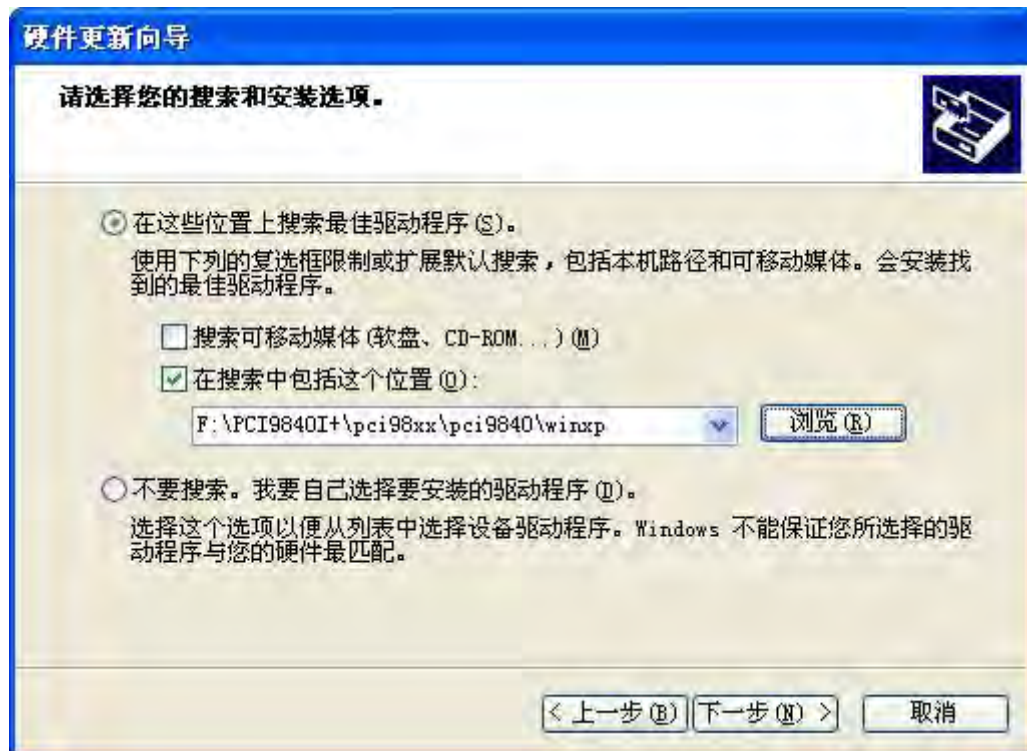 硬件更新向导
请选择您的搜索和安装选项。
在这些位置上搜索最佳驱动程序(S)。
使用下列的复选框限制或扩展默认搜索，包括本机路径和可移动媒体。会安装找
到的最佳驱动程序。
搜索可移动媒体(软盘、CD-ROM...)(M)
在搜索中包括这个位置(O):
F:\PCI9840I+\pci98xx\pci9840\winxp
浏览(R)
不要搜索。我要自己选择要安装的驱动程序(D)。
选择这个选项以便从列表中选择设备驱动程序。Windows 不能保证您所选择的驱
动程序与您的硬件最匹配。
< 上一步(B) 下一步(N) > 取消